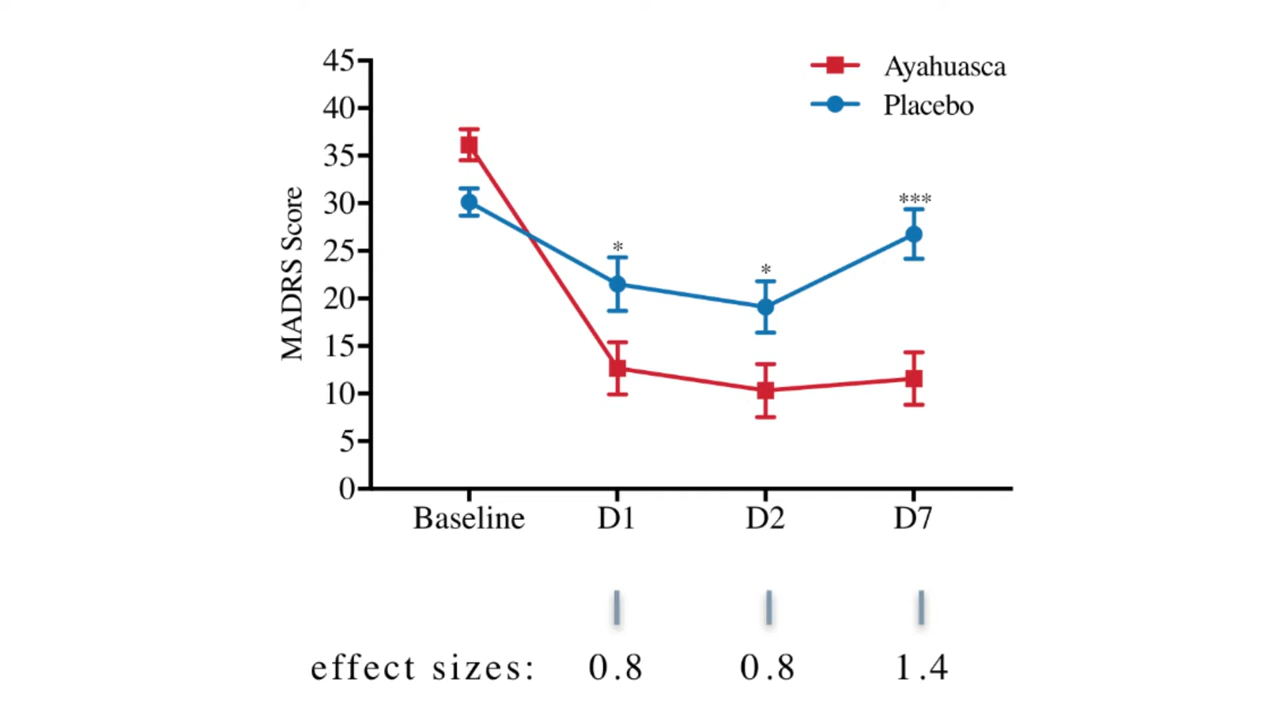 Ayahuasca
Placebo
MADRS Score
45
40
35
30
25
20
15
10
5
0
*
*
***
Baseline D1 D2 D7
effect sizes: 0.8 0.8 1.4